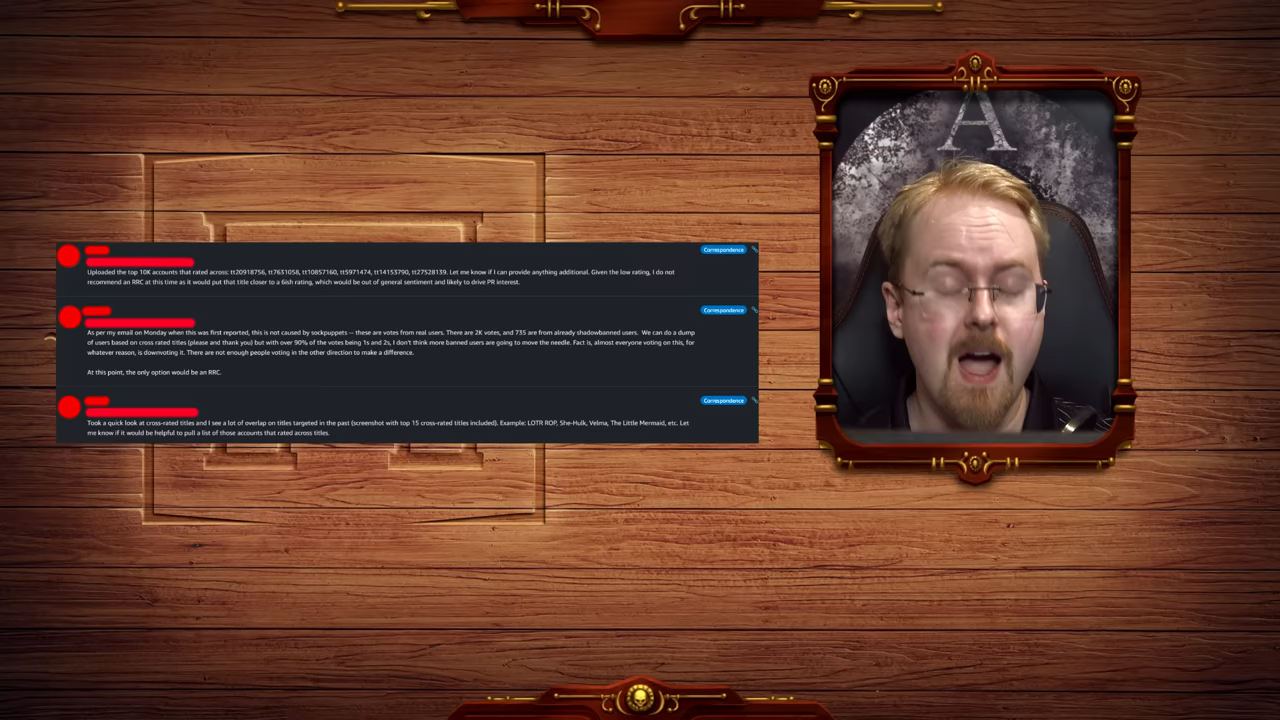 A
Correspondence
Uploaded the top 10K accounts that rated across: tt20918756, tt7631058, tt10857160, tt5971474, tt14153790, tt27528139. Let me know if I can provide anything additional. Given the low rating, I do not
recommend an RRC at this time as it would put that title closer to a 6ish rating, which would be out of general sentiment and likely to drive PR interest.
Correspondence
As per my email on Monday when this was first reported, this is not caused by sockpuppets -- these are votes from real users. There are 2K votes, and 735 are from already shadowbanned users. We can do a dump
of users based on cross rated titles (please and thank you) but with over 90% of the votes being 1s and 2s, I don't think more banned users are going to move the needle. Fact is, almost everyone voting on this, for
whatever reason, is downvoting it. There are not enough people voting in the other direction to make a difference.
At this point, the only option would be an RRC.
Correspondence
Took a quick look at cross-rated titles and I see a lot of overlap on titles targeted in the past (screenshot with top 15 cross-rated titles included). Example: LOTR ROP, She-Hulk, Velma, The Little Mermaid, etc. Let
me know if it would be helpful to pull a list of those accounts that rated across titles.